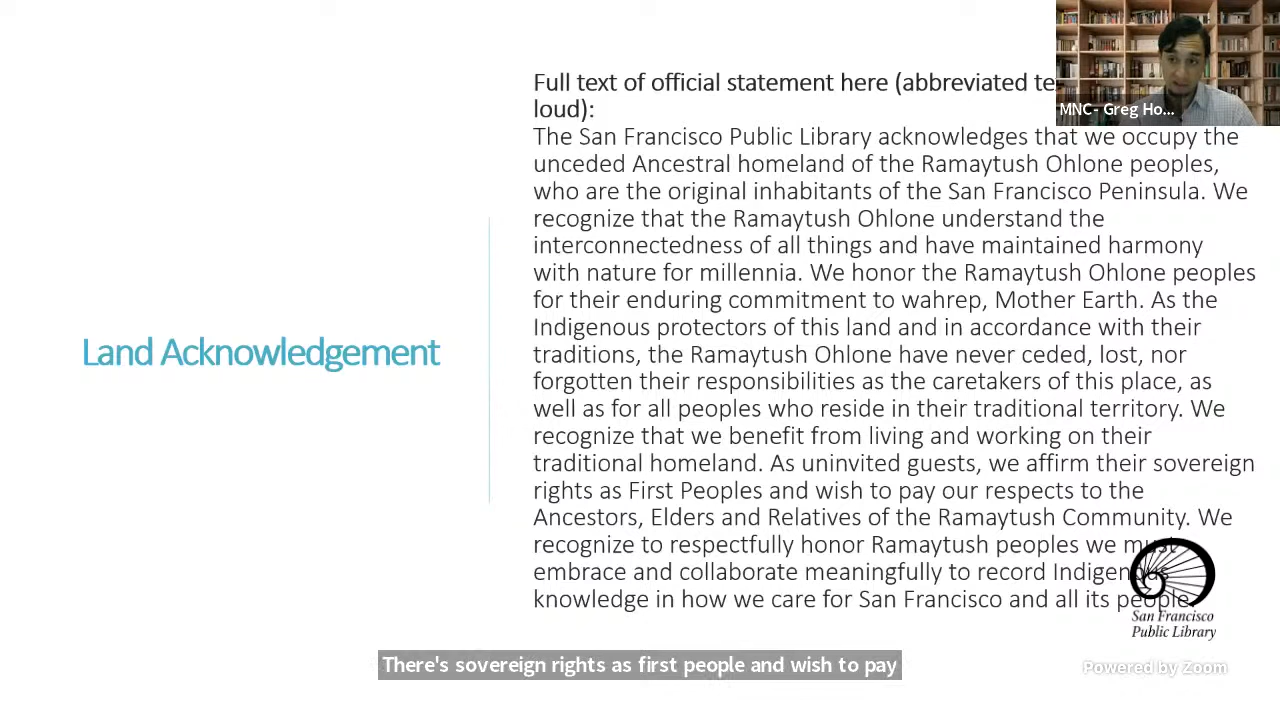 Full text of official statement here (abbreviated
loud):
The San Francisco Public Library acknowledges that we occupy the
unceded Ancestral homeland of the Ramaytush Ohlone peoples,
who are the original inhabitants of the San Francisco Peninsula. We
recognize that the Ramaytush Ohlone understand the
interconnectedness of all things and have maintained harmony
with nature for millennia. We honor the Ramaytush Ohlone peoples
for their enduring commitment to wahrep, Mother Earth. As the
Indigenous protectors of this land and in accordance with their
traditions, the Ramaytush Ohlone have never ceded, lost, nor
forgotten their responsibilities as the caretakers of this place, as
well as for all peoples who reside in their traditional territory. We
recognize that we benefit from living and working on their
traditional homeland. As uninvited guests, we affirm their sovereign
rights as First Peoples and wish to pay our respects to the
Ancestors, Elders and Relatives of the Ramaytush Community. We
recognize to respectfully honor Ramaytush peoples we must
embrace and collaborate meaningfully to record Indigenous
knowledge in how we care for San Francisco and all its people
Land Acknowledgement
MNC- Greg Ho...
San Francisco
Public Library
There's sovereign rights as first people and wish to pay
Powered by Zoom